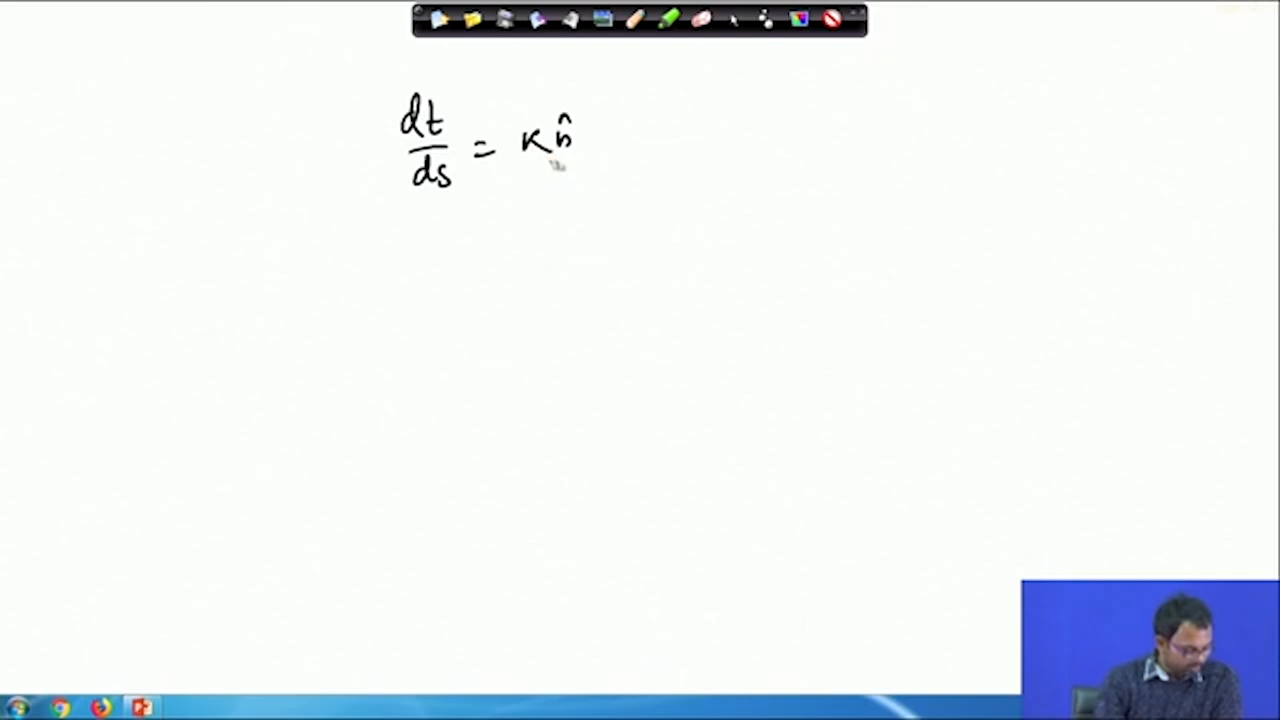 dt/ds = κn̂